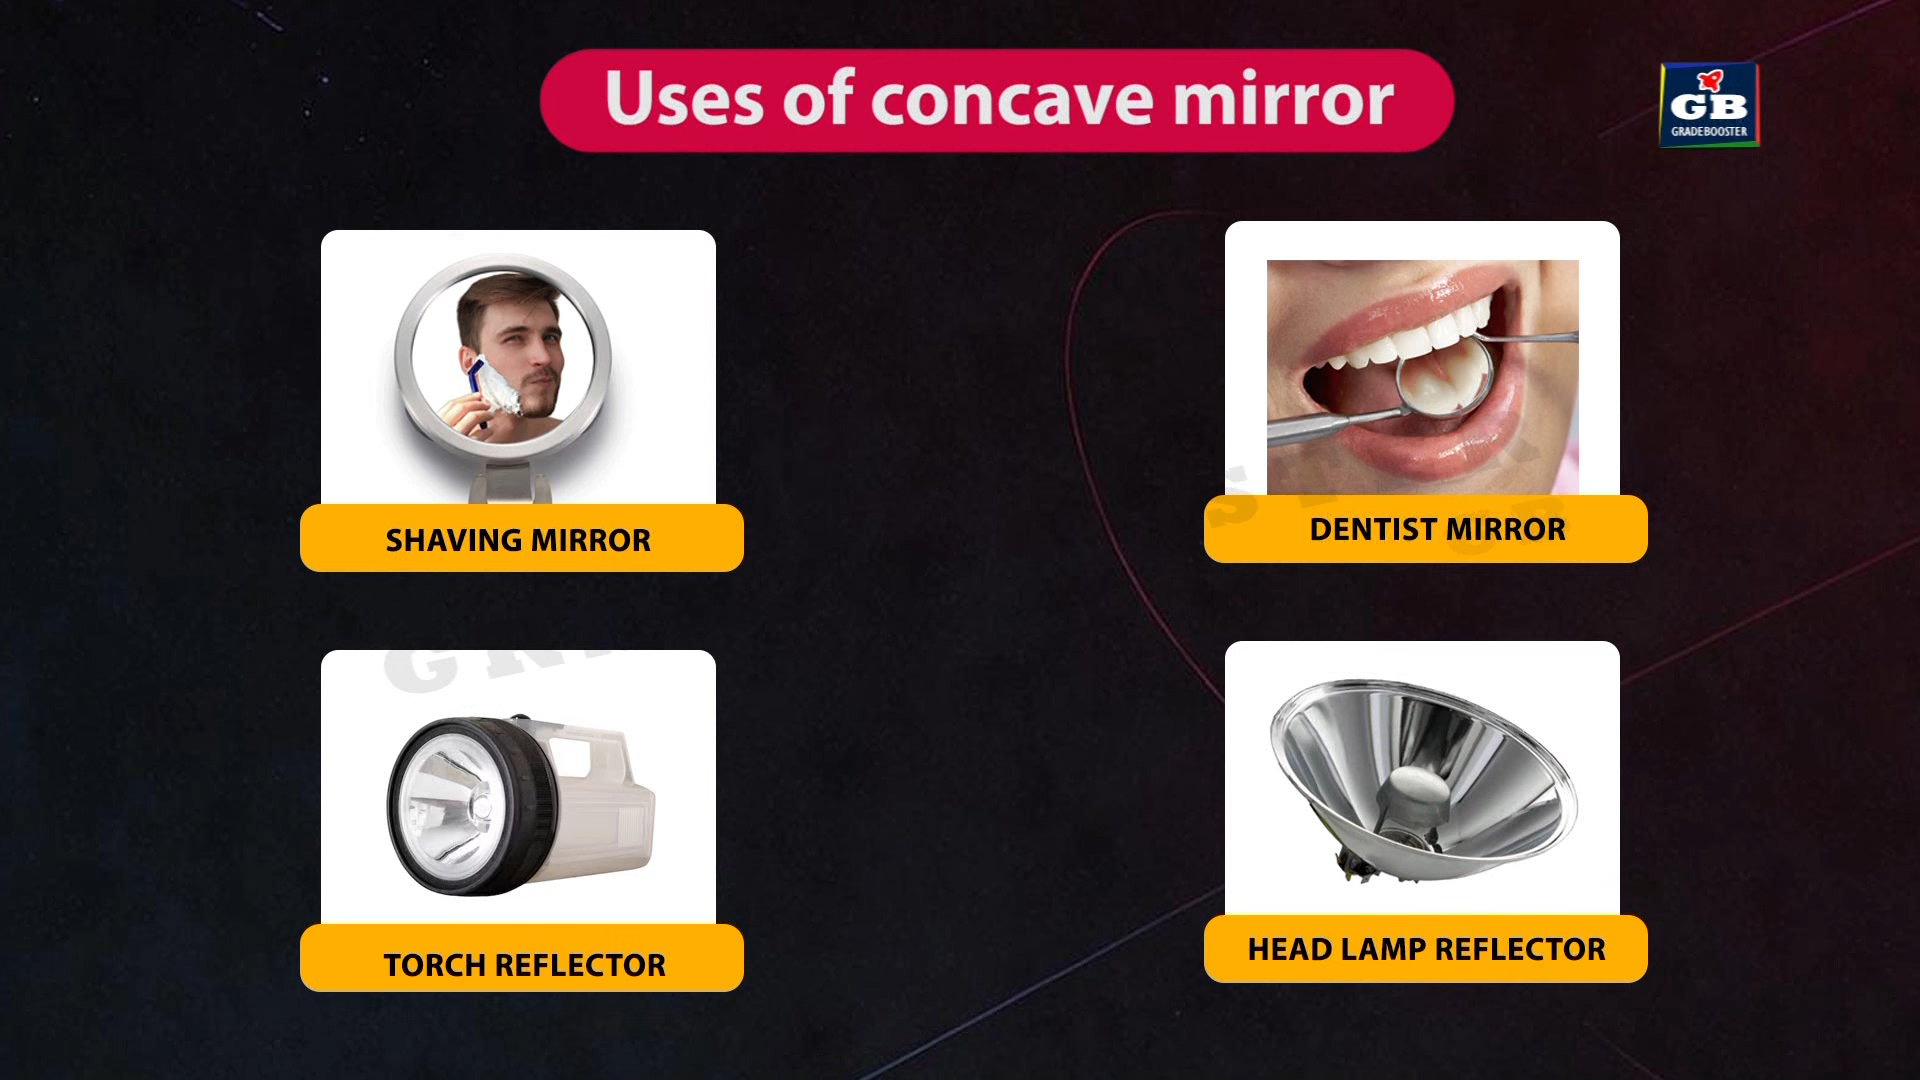 Uses of concave mirror
GB
GRADEBOOSTER
SHAVING MIRROR
DENTIST MIRROR
TORCH REFLECTOR
HEAD LAMP REFLECTOR